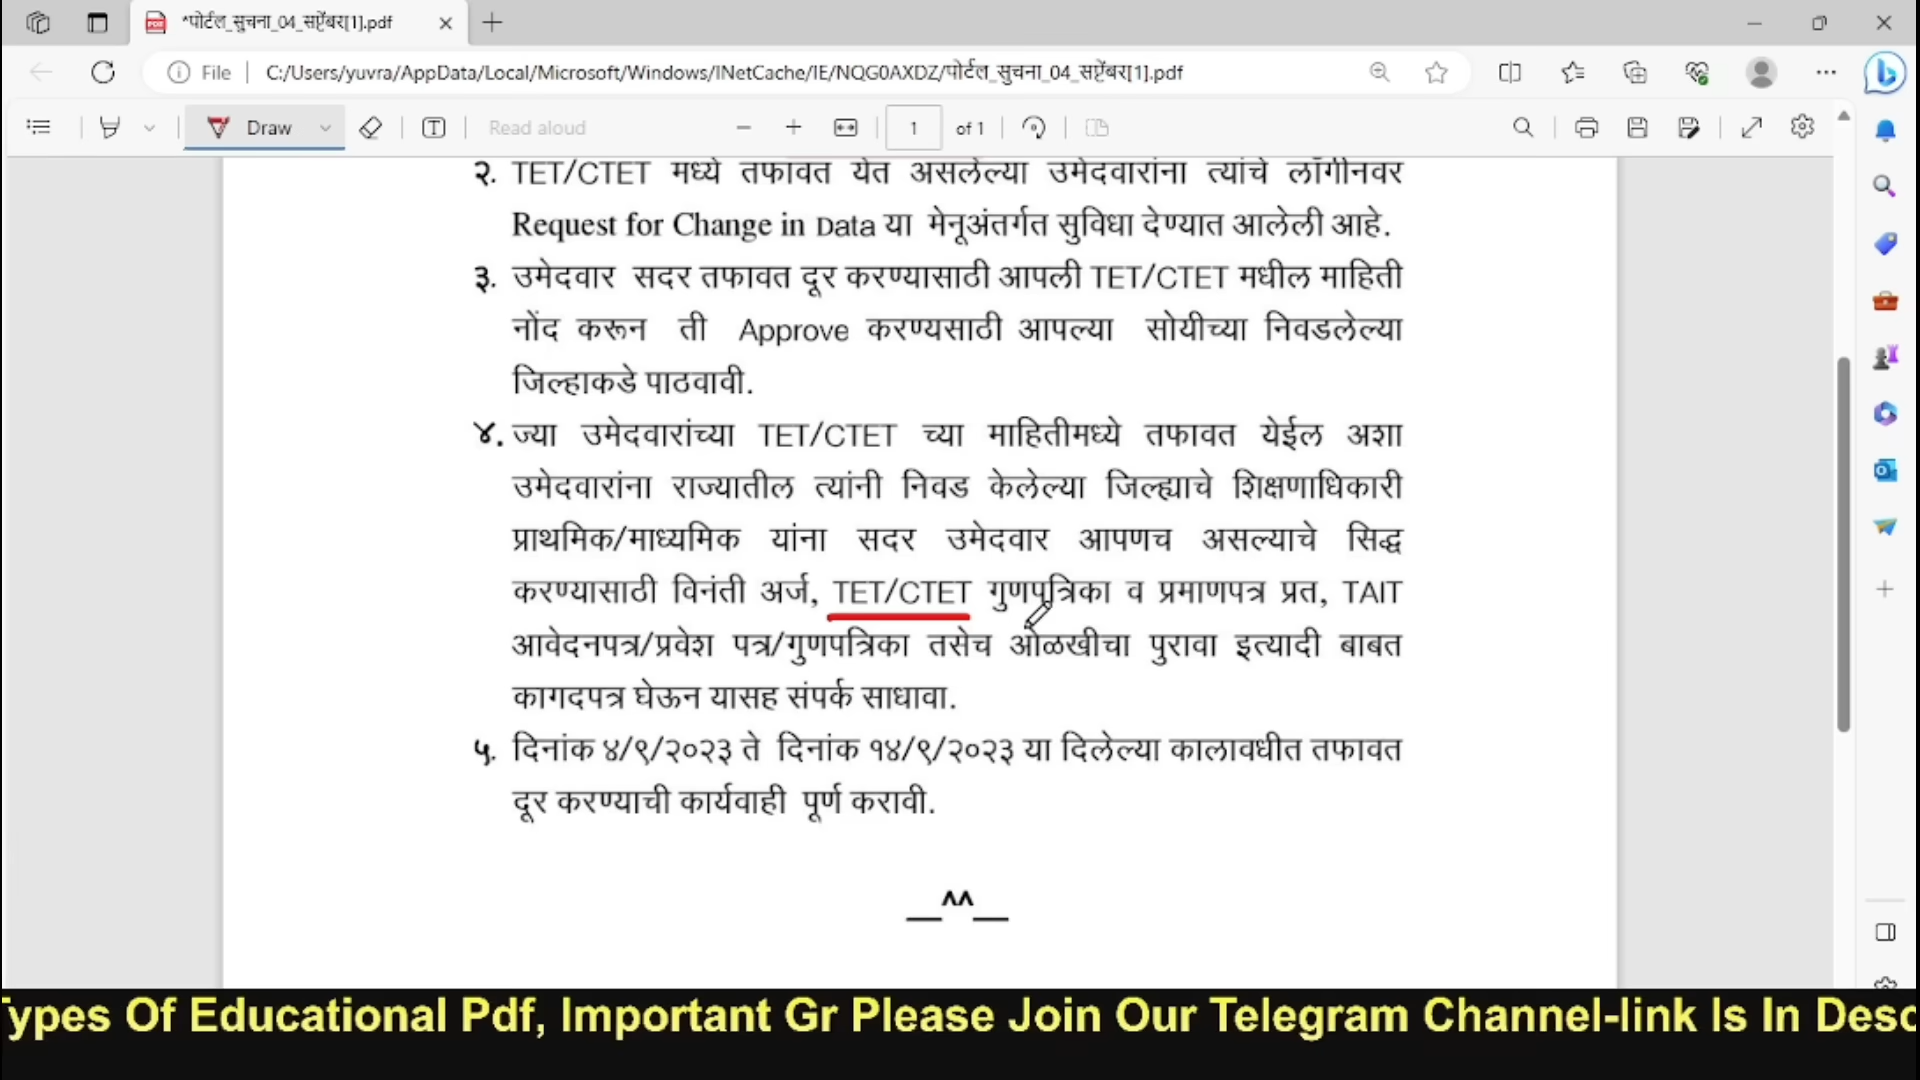 *पोर्टल_सुचना_04_सप्टेंबर[1].pdf
File
C:/Users/yuvra/AppData/Local/Microsoft/Windows/INetCache/IE/NQG0AXDZ/पोर्टल_सुचना_04_सप्टेंबर[1].pdf
Draw
Read aloud
1 of 1
२. TET/CTET मध्ये तफावत येत असलेल्या उमेदवारांना त्यांचे लॉगीनवर
Request for Change in Data या मेनूअंतर्गत सुविधा देण्यात आलेली आहे.
३. उमेदवार सदर तफावत दूर करण्यासाठी आपली TET/CTET मधील माहिती
नोंद करून ती Approve करण्यसाठी आपल्या सोयीच्या निवडलेल्या
जिल्हाकडे पाठवावी.
४. ज्या उमेदवारांच्या TET/CTET च्या माहितीमध्ये तफावत येईल अशा
उमेदवारांना राज्यातील त्यांनी निवड केलेल्या जिल्ह्याचे शिक्षणाधिकारी
प्राथमिक/माध्यमिक यांना सदर उमेदवार आपणच असल्याचे सिद्ध
करण्यासाठी विनंती अर्ज, TET/CTET गुणपत्रिका व प्रमाणपत्र प्रत, TAIT
आवेदनपत्र/प्रवेश पत्र/गुणपत्रिका तसेच ओळखीचा पुरावा इत्यादी बाबत
कागदपत्र घेऊन यासह संपर्क साधावा.
५. दिनांक ४/९/२०२३ ते दिनांक १४/९/२०२३ या दिलेल्या कालावधीत तफावत
दूर करण्याची कार्यवाही पूर्ण करावी.
__^^__
ypes Of Educational Pdf, Important Gr Please Join Our Telegram Channel-link Is In Desc